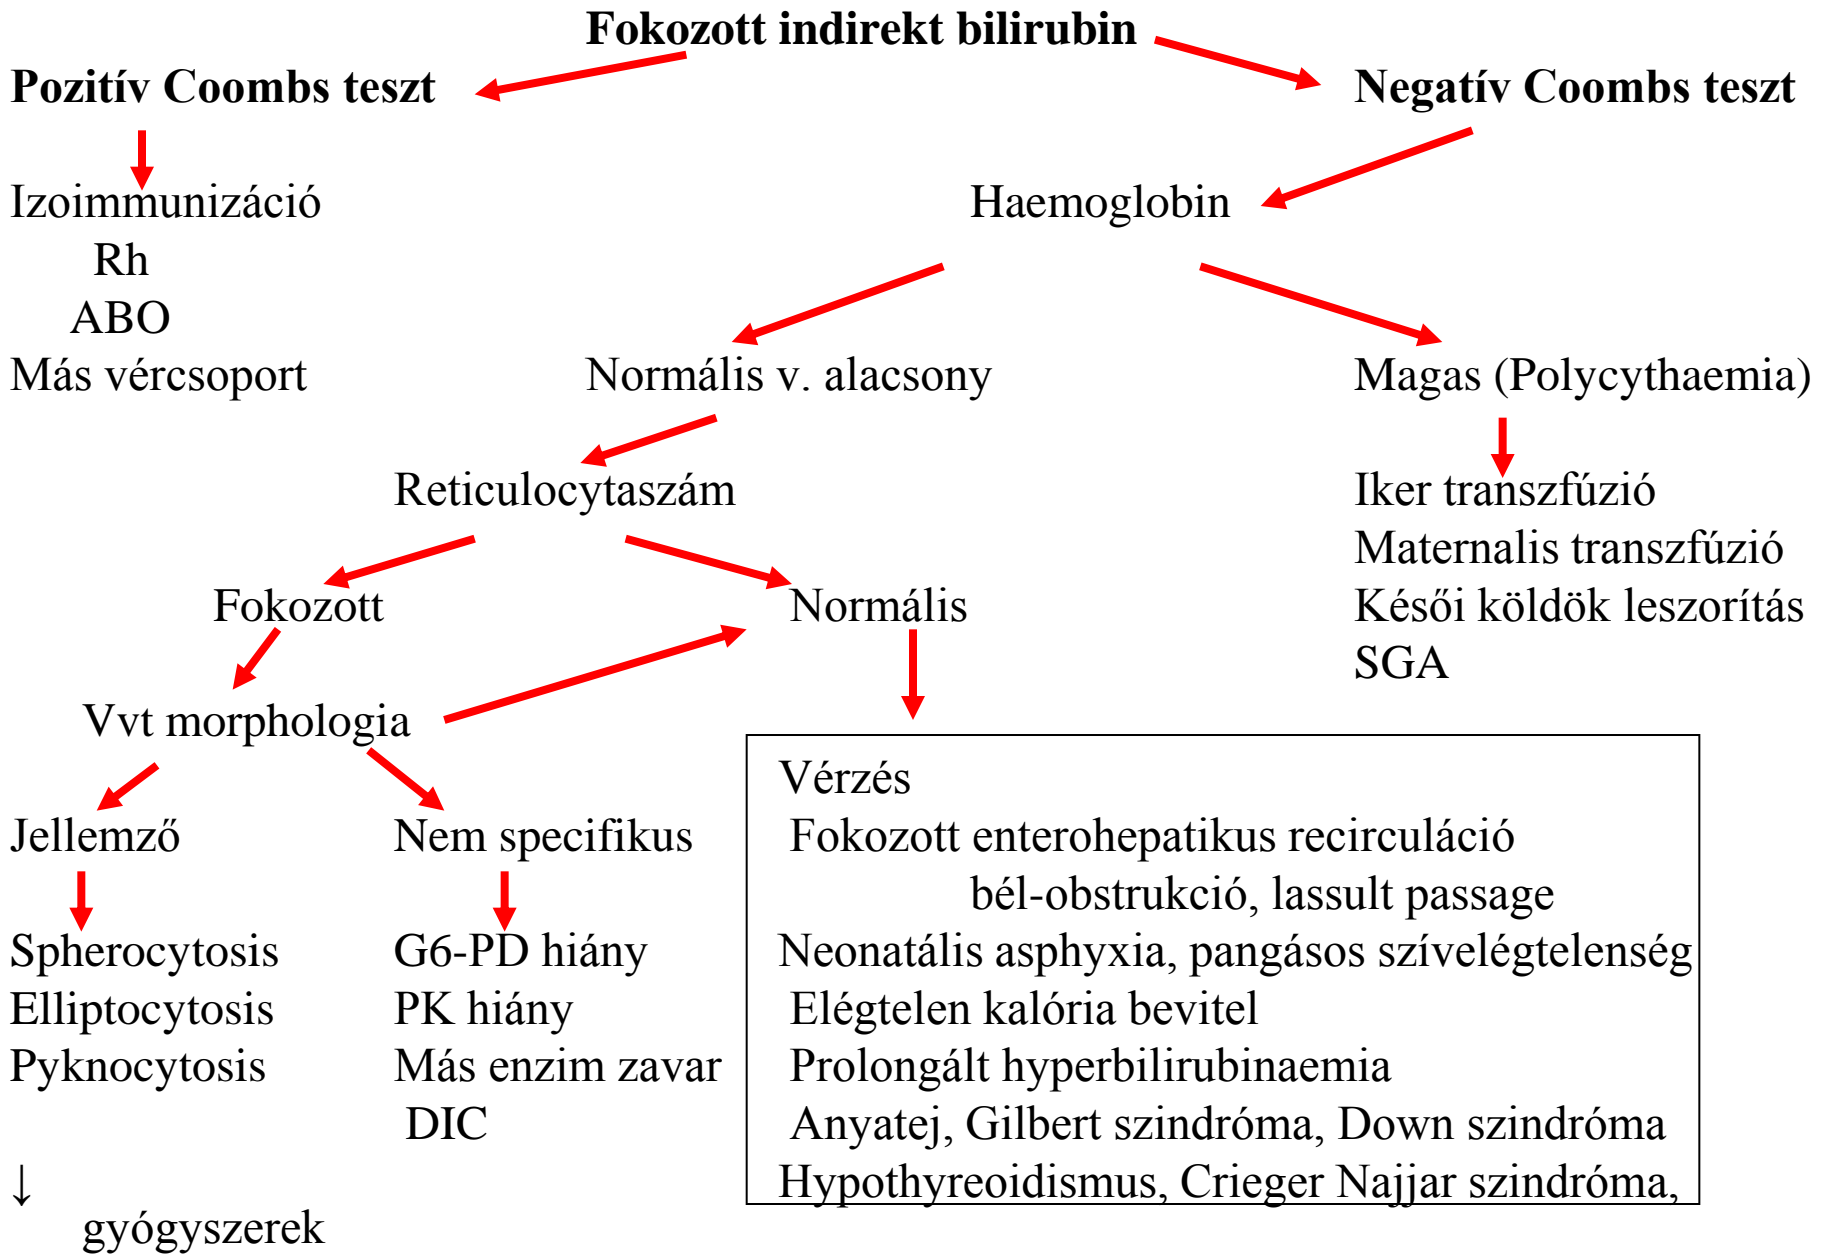 Fokozott indirekt bilirubin
Pozitív Coombs teszt
Negatív Coombs teszt
Izoimmunizáció
Haemoglobin
Rh
ABO
Más vércsoport
Normális v. alacsony
Magas (Polycythaemia)
Reticulocytaszám
Iker transzfúzió
Maternalis transzfúzió
Fokozott
Normális
Késői köldök leszorítás
SGA
Vvt morphologia
Vérzés
Jellemző
Nem specifikus
Fokozott enterohepatikus recirculáció
bél-obstrukció, lassult passage
Spherocytosis
G6-PD hiány
Neonatális asphyxia, pangásos szívelégtelenség
Elliptocytosis
PK hiány
Elégtelen kalória bevitel
Pyknocytosis
Más enzim zavar
Prolongált hyperbilirubinaemia
DIC
Anyatej, Gilbert szindróma, Down szindróma
↓
Hypothyreoidismus, Crieger Najjar szindróma,
gyógyszerek